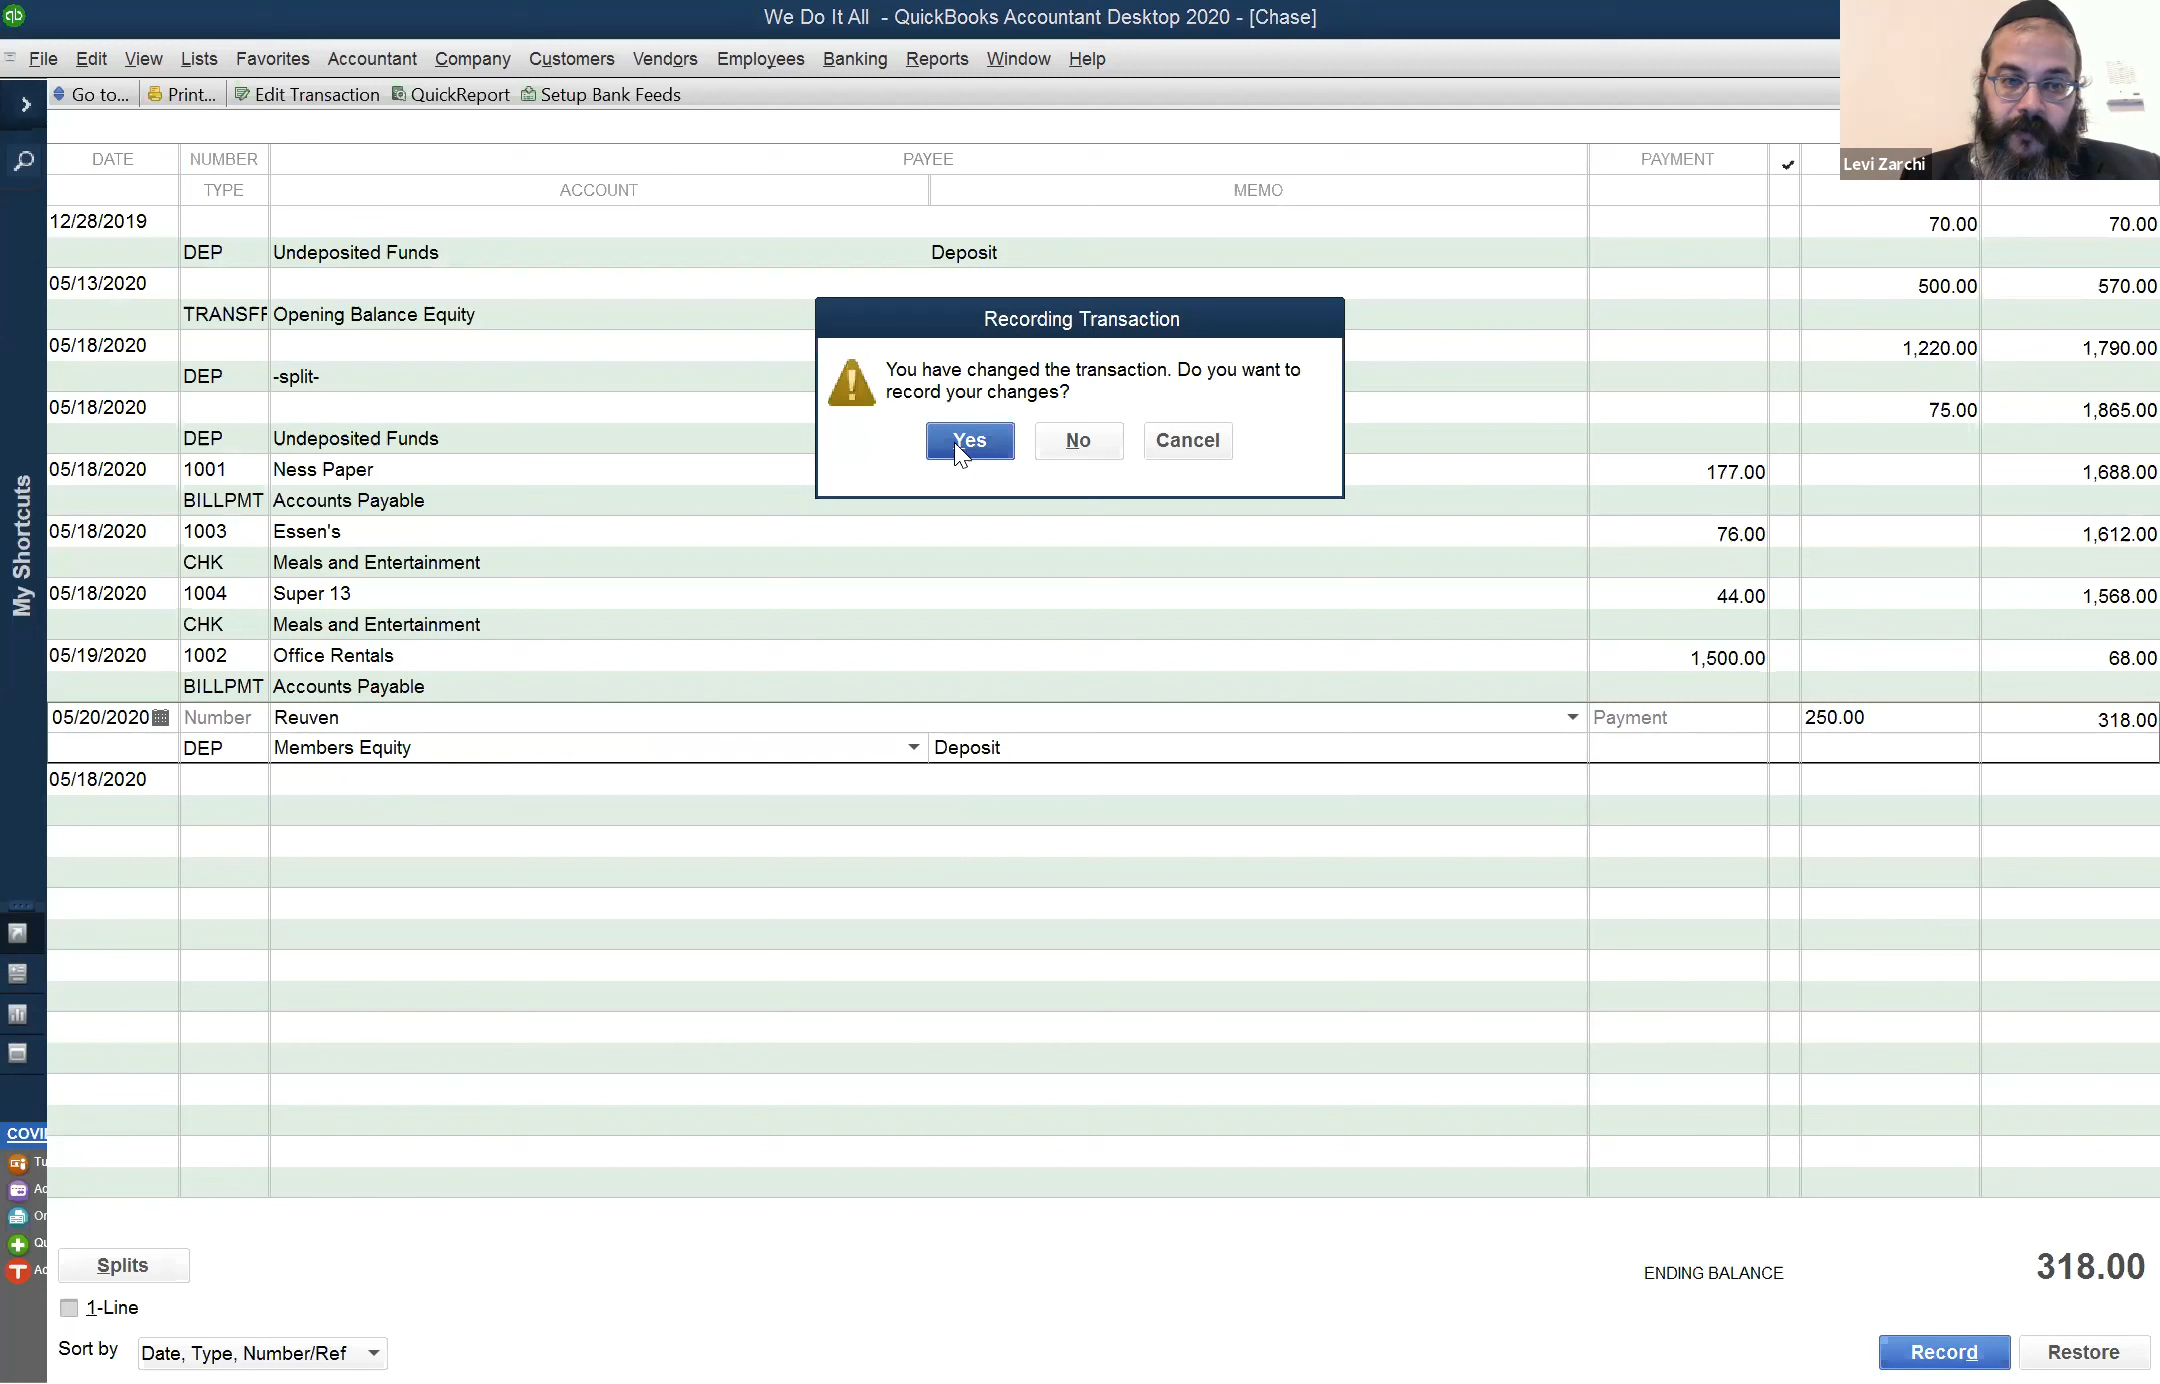 qb
We Do It All - QuickBooks Accountant Desktop 2020 - [Chase]
File Edit View Lists Favorites Accountant Company Customers Vendors Employees Banking Reports Window Help
Go to... Print... Edit Transaction QuickReport Setup Bank Feeds
Levi Zarchi
DATE NUMBER PAYEE PAYMENT ✓
TYPE ACCOUNT MEMO
12/28/2019 70.00 70.00
DEP Undeposited Funds Deposit
05/13/2020 500.00 570.00
TRANSFR Opening Balance Equity
05/18/2020 1,220.00 1,790.00
DEP -split-
05/18/2020 75.00 1,865.00
DEP Undeposited Funds
05/18/2020 1001 Ness Paper 177.00 1,688.00
BILLPMT Accounts Payable
05/18/2020 1003 Essen's 76.00 1,612.00
CHK Meals and Entertainment
05/18/2020 1004 Super 13 44.00 1,568.00
CHK Meals and Entertainment
05/19/2020 1002 Office Rentals 1,500.00 68.00
BILLPMT Accounts Payable
05/20/2020 Number Reuven Payment 250.00 318.00
DEP Members Equity Deposit
05/18/2020
Recording Transaction
You have changed the transaction. Do you want to
record your changes?
Yes No Cancel
My Shortcuts
COVI
Tu
Ac
Or
Qu
Ac
Splits
1-Line
Sort by Date, Type, Number/Ref
ENDING BALANCE 318.00
Record Restore